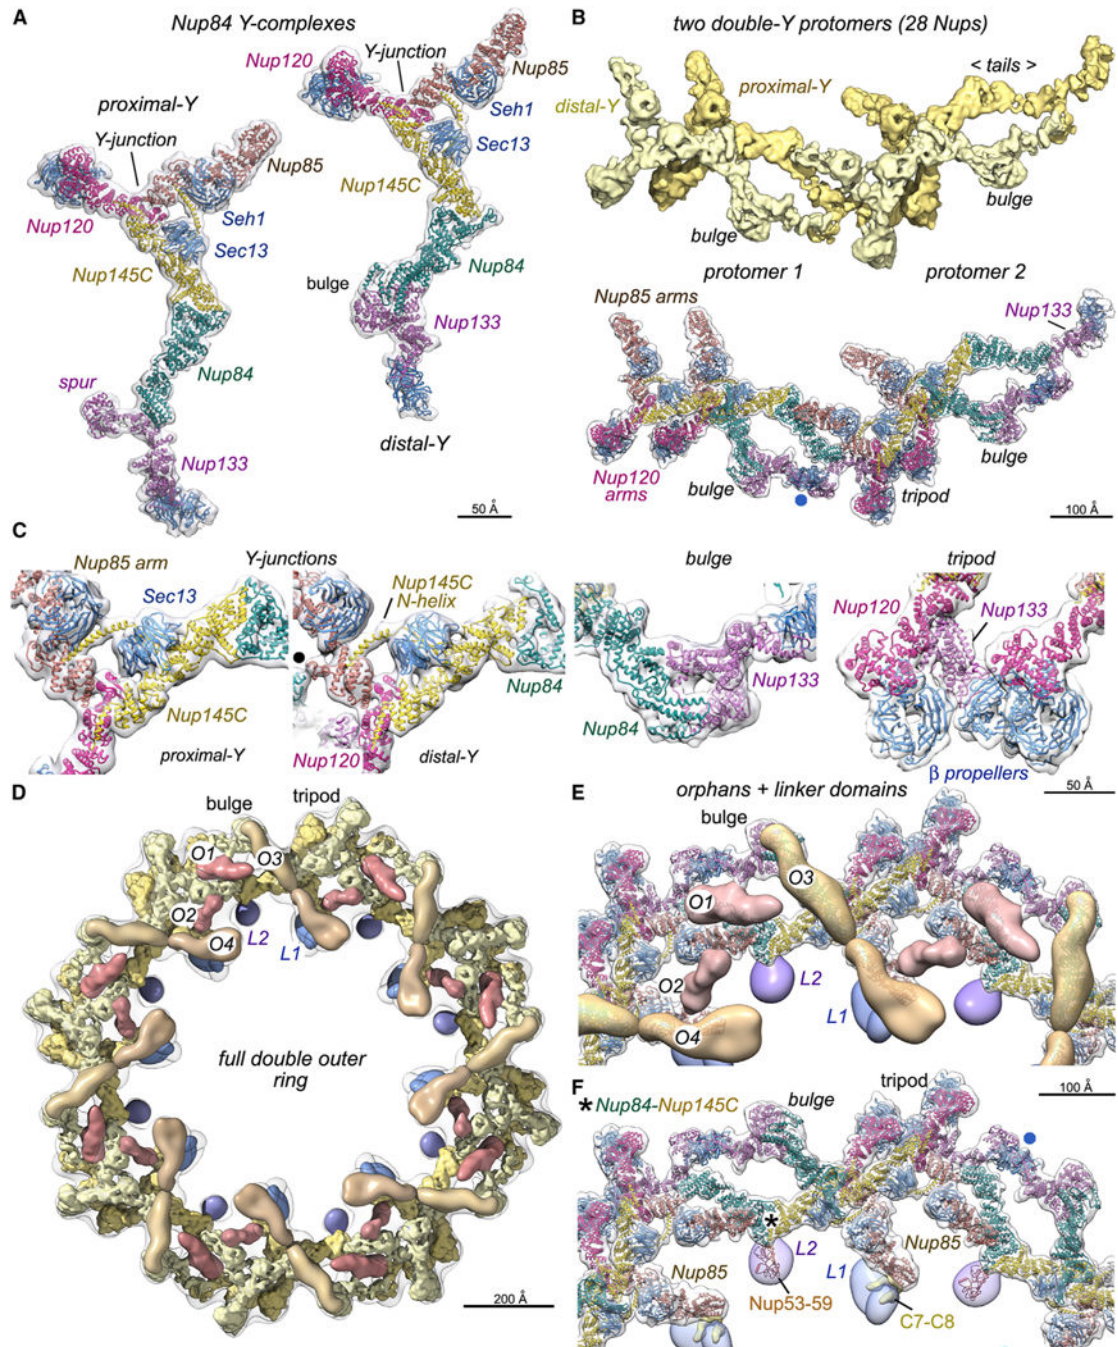 A
Nup84 Y-complexes
Nup120
Y-junction
Nup85
proximal-Y
Y-junction
Seh1
Sec13
Nup85
Nup145C
Nup120
Seh1
Sec13
Nup145C
Nup84
bulge
Nup133
Nup84
spur
Nup133
distal-Y
50 Å
B
two double-Y protomers (28 Nups)
< tails >
distal-Y
proximal-Y
bulge
bulge
protomer 1
protomer 2
Nup85 arms
Nup133
Nup120
arms
bulge
tripod
bulge
100 Å
C
Y-junctions
Nup85 arm
Sec13
Nup145C
proximal-Y
Nup145C
N-helix
Nup84
Nup120
distal-Y
bulge
Nup84
Nup133
tripod
Nup120
Nup133
β propellers
50 Å
D
bulge
tripod
O1
O3
O2
O4
L2
L1
full double outer
ring
200 Å
E
orphans + linker domains
bulge
O1
O3
O2
L2
L1
O4
100 Å
F
* Nup84-Nup145C
bulge
tripod
*
L2
Nup85
L1
Nup85
Nup53-59
C7-C8